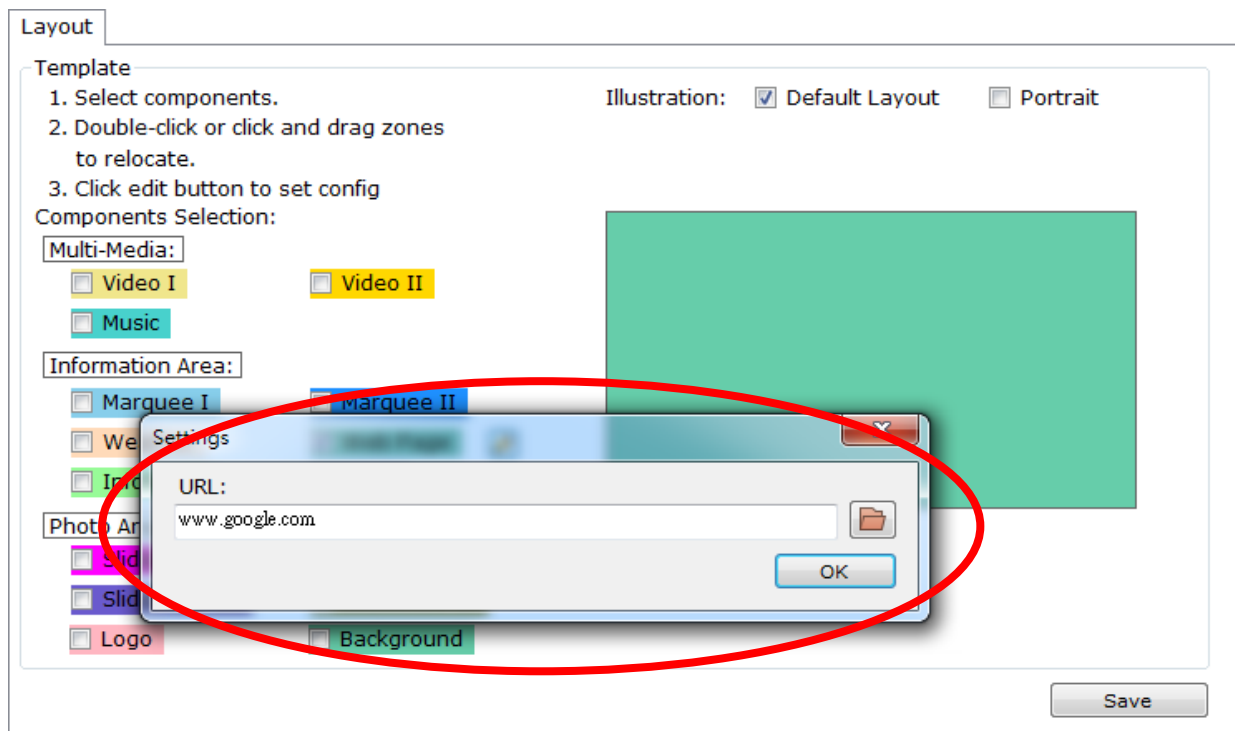 Layout
Template
1. Select components.
2. Double-click or click and drag zones
to relocate.
3. Click edit button to set config
Illustration: Default Layout Portrait
Components Selection:
Multi-Media:
Video I Video II
Music
Information Area:
Marquee I Marquee II
Settings
URL:
www.google.com
OK
Logo Background
Save